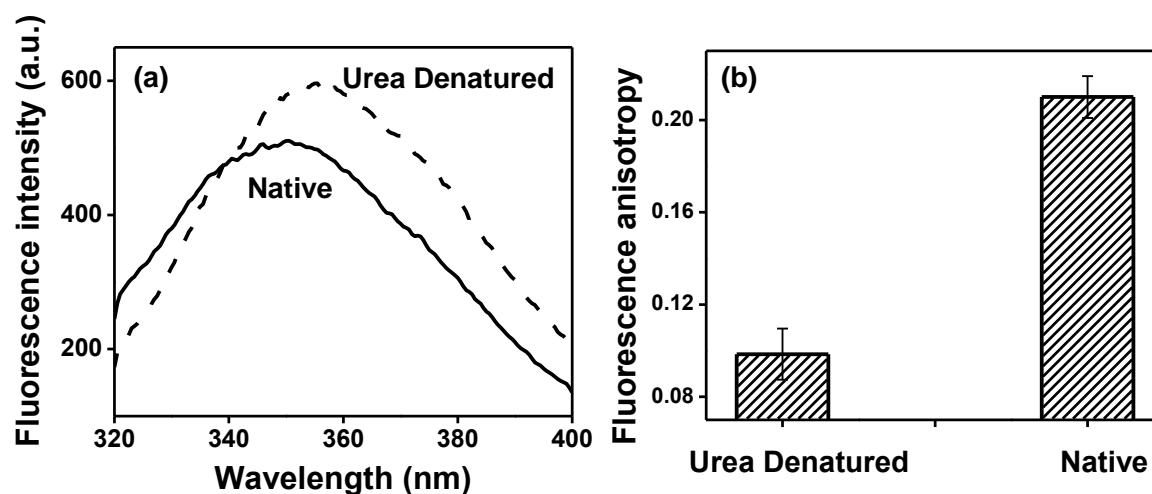 (a)
Urea Denatured
Native
600
400
200
Fluorescence intensity (a.u.)
320
340
360
380
400
Wavelength (nm)
(b)
0.20
0.16
0.12
0.08
Fluorescence anisotropy
Urea Denatured
Native